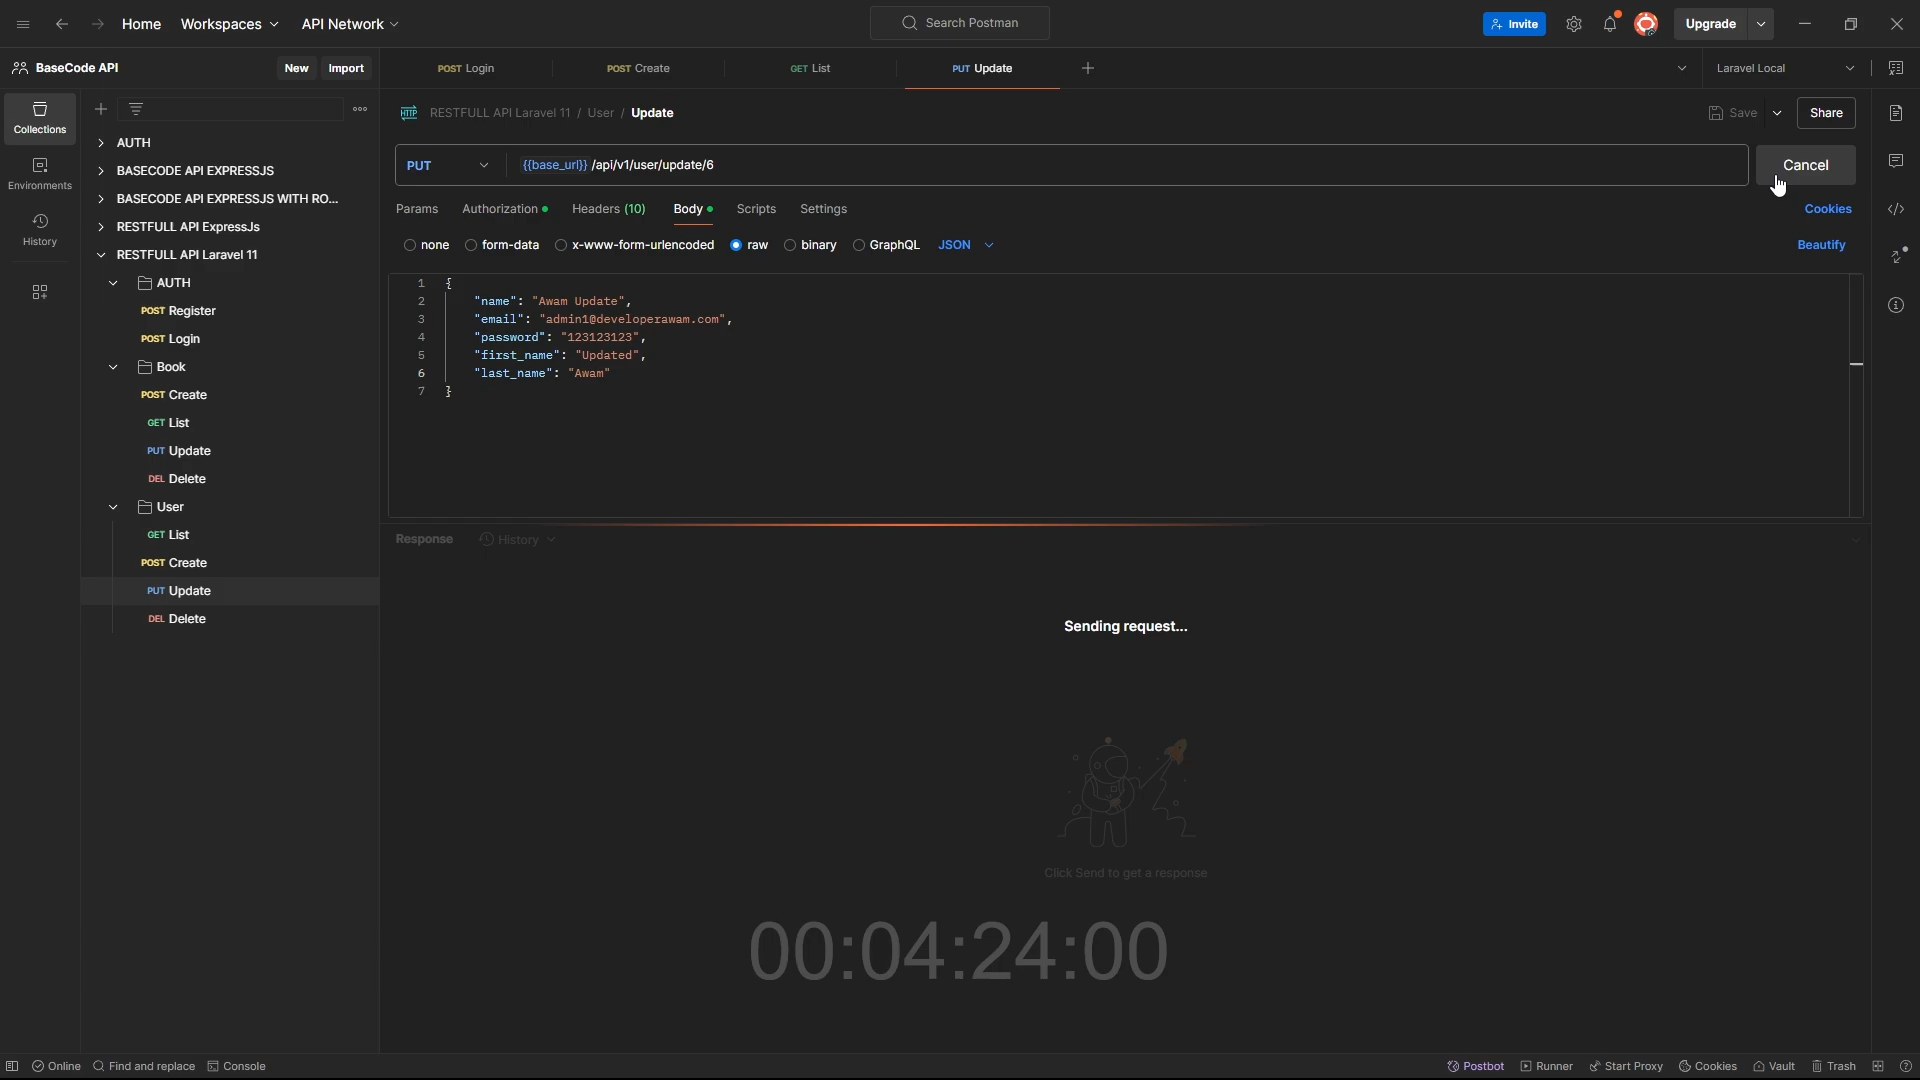 Home Workspaces API Network Search Postman Invite Upgrade
BaseCode API New Import POST Login POST Create GET List PUT Update Laravel Local
Collections
Environments
History
AUTH
BASECODE API EXPRESSJS
BASECODE API EXPRESSJS WITH RO...
RESTFULL API ExpressJs
RESTFULL API Laravel 11
AUTH
POST Register
POST Login
Book
POST Create
GET List
PUT Update
DEL Delete
User
GET List
POST Create
PUT Update
DEL Delete
HTTP RESTFULL API Laravel 11 / User / Update Save Share
PUT {{base_url}} /api/v1/user/update/6 Cancel
Params Authorization Headers (10) Body Scripts Settings Cookies
none form-data x-www-form-urlencoded raw binary GraphQL JSON Beautify
1 {
2 "name": "Awam Update",
3 "email": "admin1@developerawam.com",
4 "password": "123123123",
5 "first_name": "Updated",
6 "last_name": "Awam"
7 }
Response History
Sending request...
Click Send to get a response
00:04:24:00
Online Find and replace Console Postbot Runner Start Proxy Cookies Vault Trash